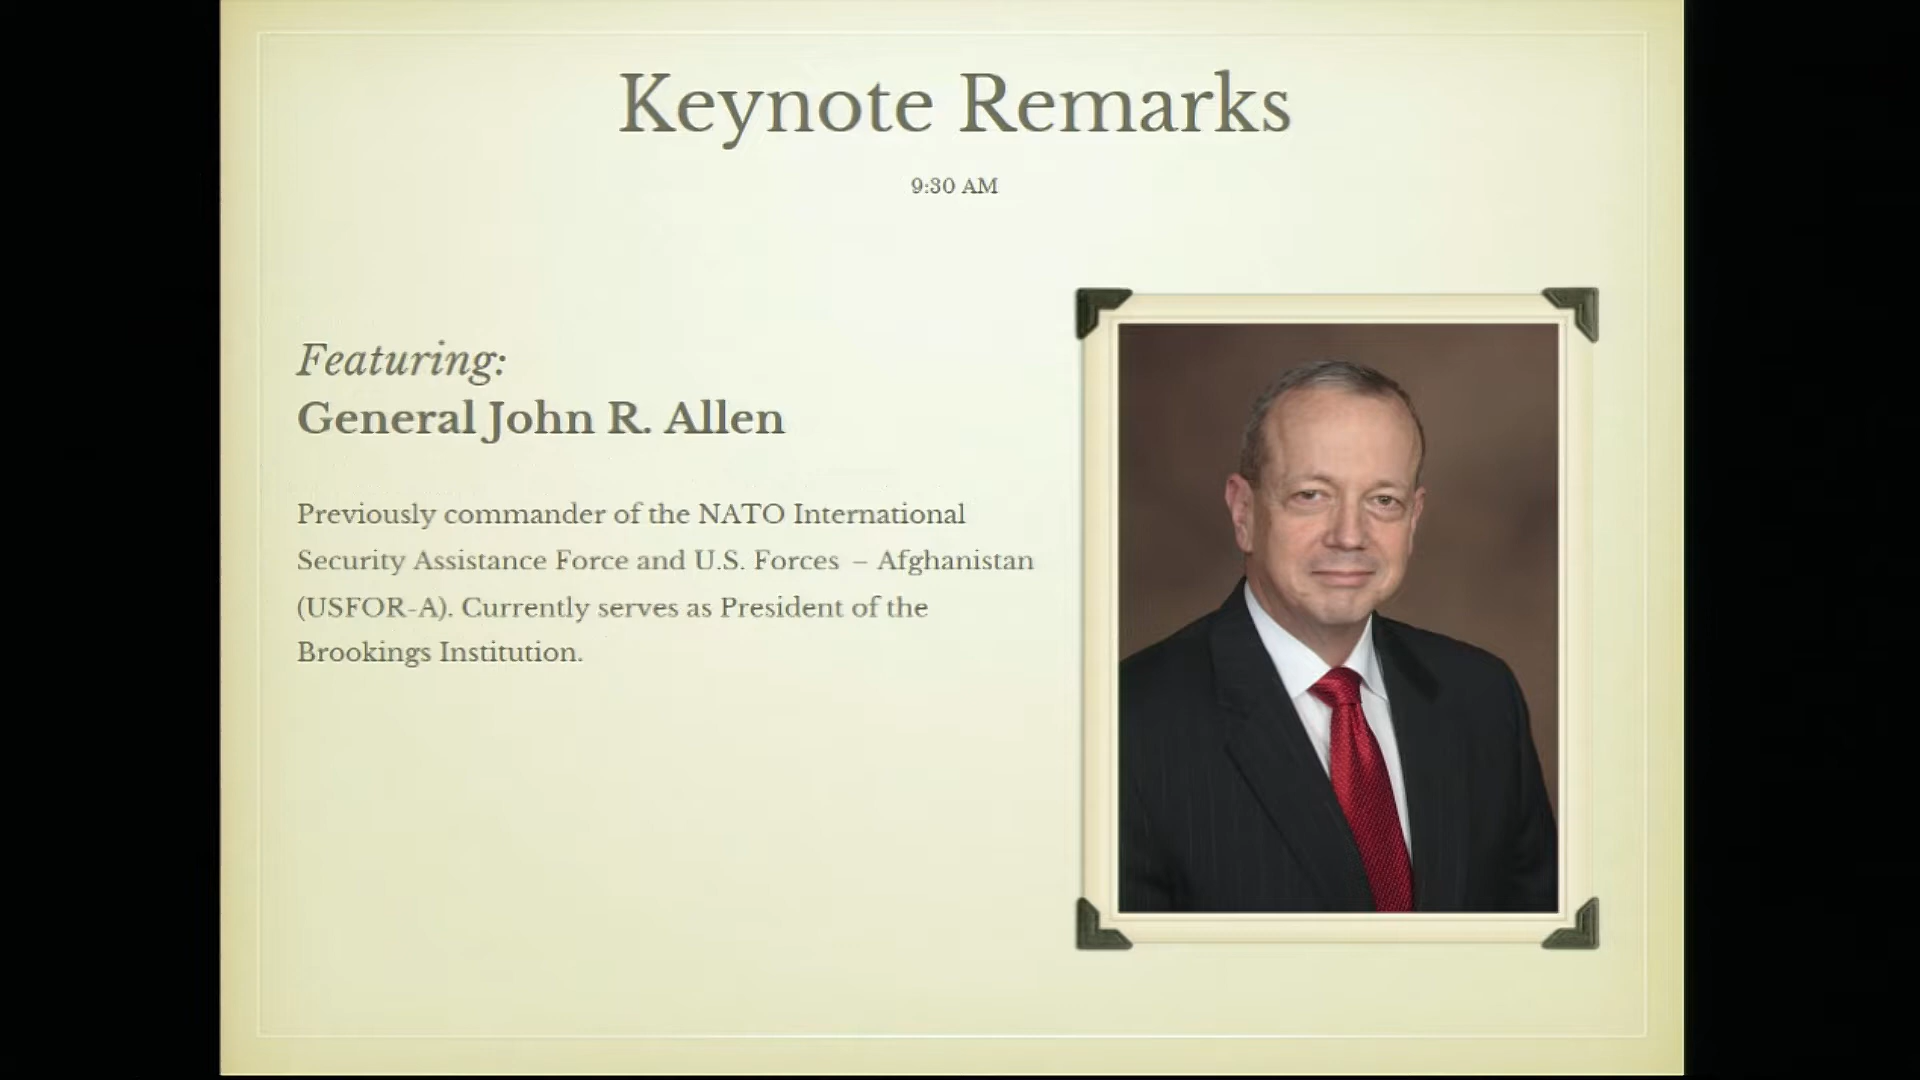 Keynote Remarks
9:30 AM
Featuring:
General John R. Allen
Previously commander of the NATO International
Security Assistance Force and U.S. Forces – Afghanistan
(USFOR-A). Currently serves as President of the
Brookings Institution.